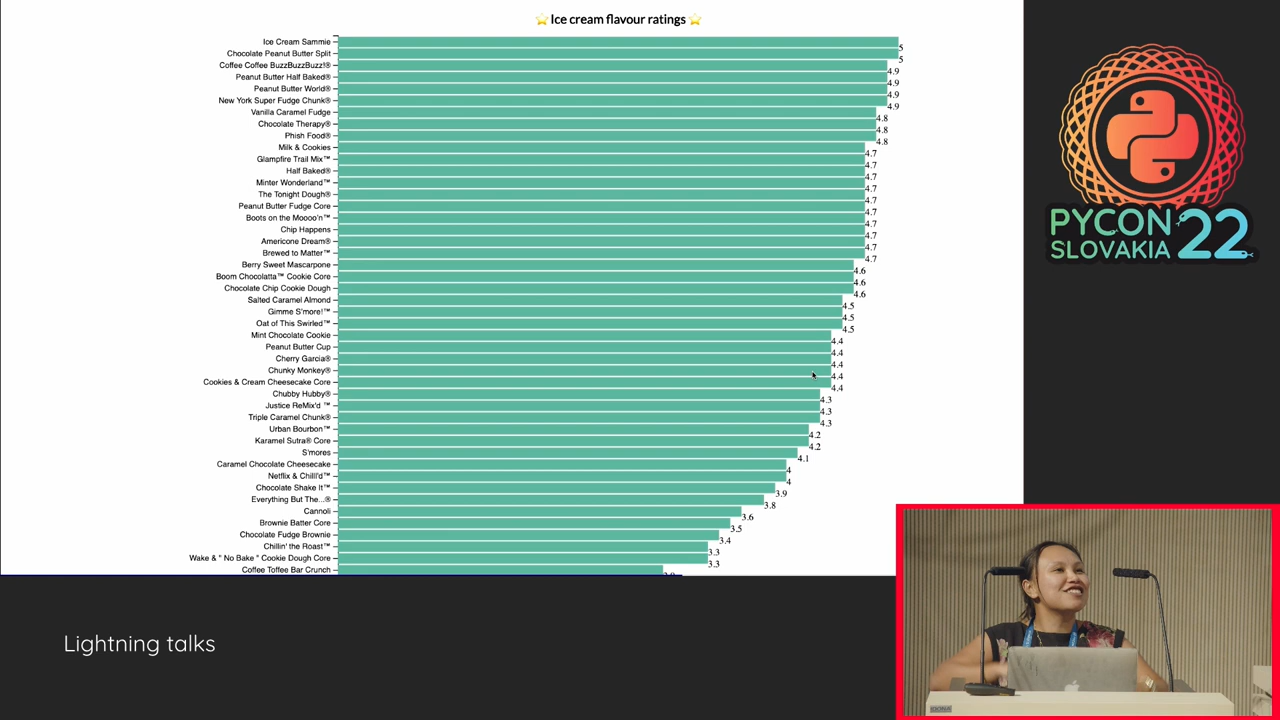 ⭐ Ice cream flavour ratings ⭐
Ice Cream Sammie 5
Chocolate Peanut Butter Split 5
Coffee Coffee BuzzBuzzBuzz!® 4.9
Peanut Butter Half Baked® 4.9
Peanut Butter World® 4.9
New York Super Fudge Chunk® 4.9
Vanilla Caramel Fudge 4.8
Chocolate Therapy® 4.8
Phish Food® 4.8
Milk & Cookies 4.7
Glampfire Trail Mix™ 4.7
Half Baked® 4.7
Minter Wonderland™ 4.7
The Tonight Dough® 4.7
Peanut Butter Fudge Core 4.7
Boots on the Moooo'n™ 4.7
Chip Happens 4.7
Americone Dream® 4.7
Brewed to Matter™ 4.7
Berry Sweet Mascarpone 4.6
Boom Chocolatta™ Cookie Core 4.6
Chocolate Chip Cookie Dough 4.6
Salted Caramel Almond 4.5
Gimme S'more!™ 4.5
Oat of This Swirled™ 4.5
Mint Chocolate Cookie 4.4
Peanut Butter Cup 4.4
Cherry Garcia® 4.4
Chunky Monkey® 4.4
Cookies & Cream Cheesecake Core 4.4
Chubby Hubby® 4.3
Justice ReMix'd ™ 4.3
Triple Caramel Chunk® 4.3
Urban Bourbon™ 4.2
Karamel Sutra® Core 4.2
S'mores 4.1
Caramel Chocolate Cheesecake 4
Netflix & Chilll'd™ 4
Chocolate Shake It™ 3.9
Everything But The...® 3.8
Cannoli 3.6
Brownie Batter Core 3.5
Chocolate Fudge Brownie 3.4
Chillin' the Roast™ 3.3
Wake & " No Bake " Cookie Dough Core 3.3
Coffee Toffee Bar Crunch
PYCON
SLOVAKIA
22
Lightning talks